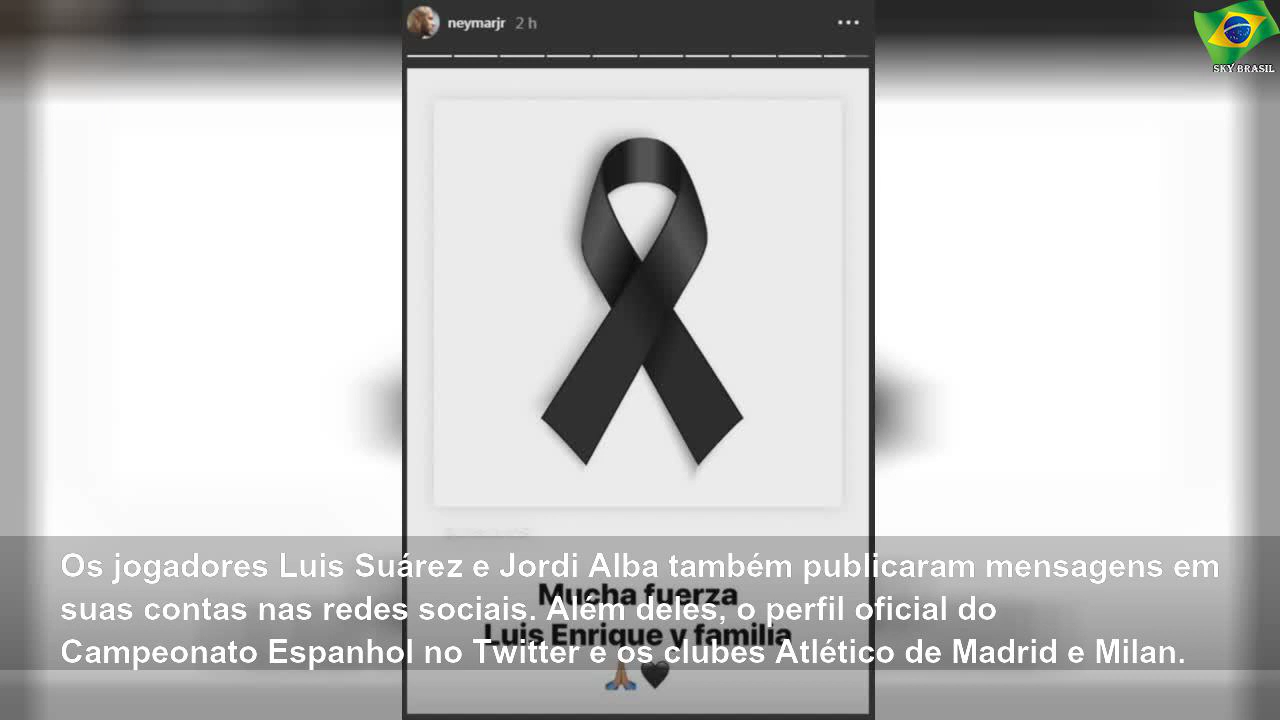 neymarjr 2 h
SKY BRASIL
Os jogadores Luis Suárez e Jordi Alba também publicaram mensagens em
Mucha fuerza
suas contas nas redes sociais. Além deles, o perfil oficial do
Luis Enrique y familia
Campeonato Espanhol no Twitter e os clubes Atlético de Madrid e Milan.